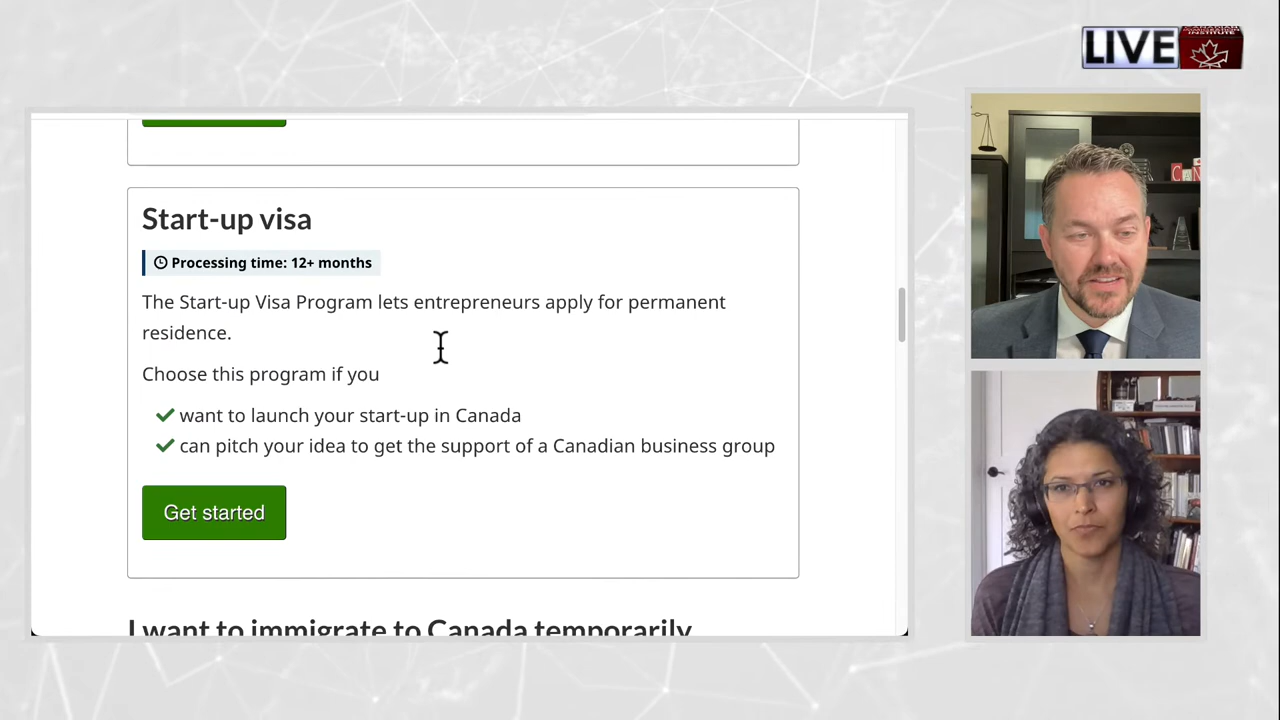 LIVE
INSTITUTE
Start-up visa
Processing time: 12+ months
The Start-up Visa Program lets entrepreneurs apply for permanent
residence.
Choose this program if you
want to launch your start-up in Canada
can pitch your idea to get the support of a Canadian business group
Get started
I want to immigrate to Canada temporarily